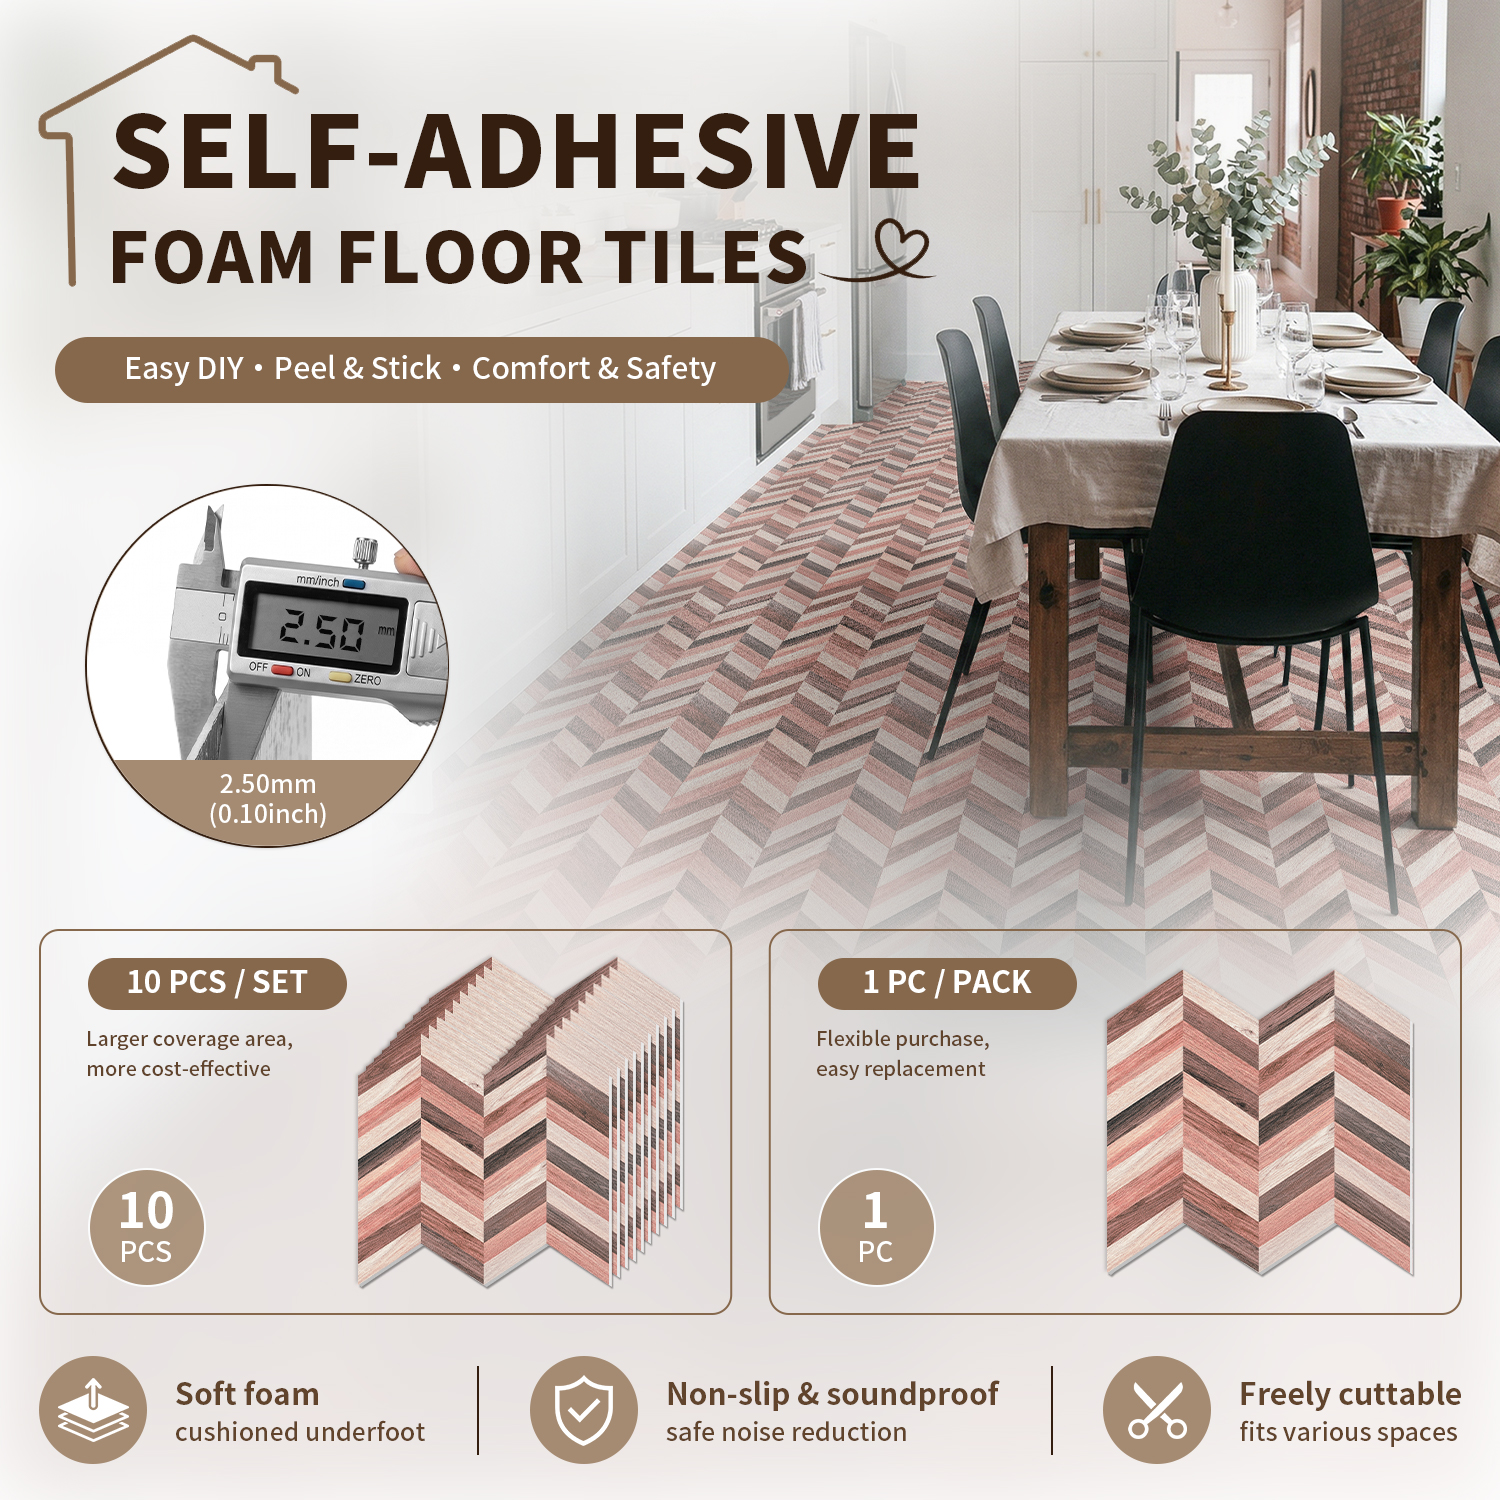 SELF-ADHESIVE
FOAM FLOOR TILES
Easy DIY • Peel & Stick • Comfort & Safety
mm/inch
2.50 mm
OFF ON ZERO
2.50mm
(0.10inch)
10 PCS / SET
Larger coverage area,
more cost-effective
10
PCS
1 PC / PACK
Flexible purchase,
easy replacement
1
PC
Soft foam
cushioned underfoot
Non-slip & soundproof
safe noise reduction
Freely cuttable
fits various spaces